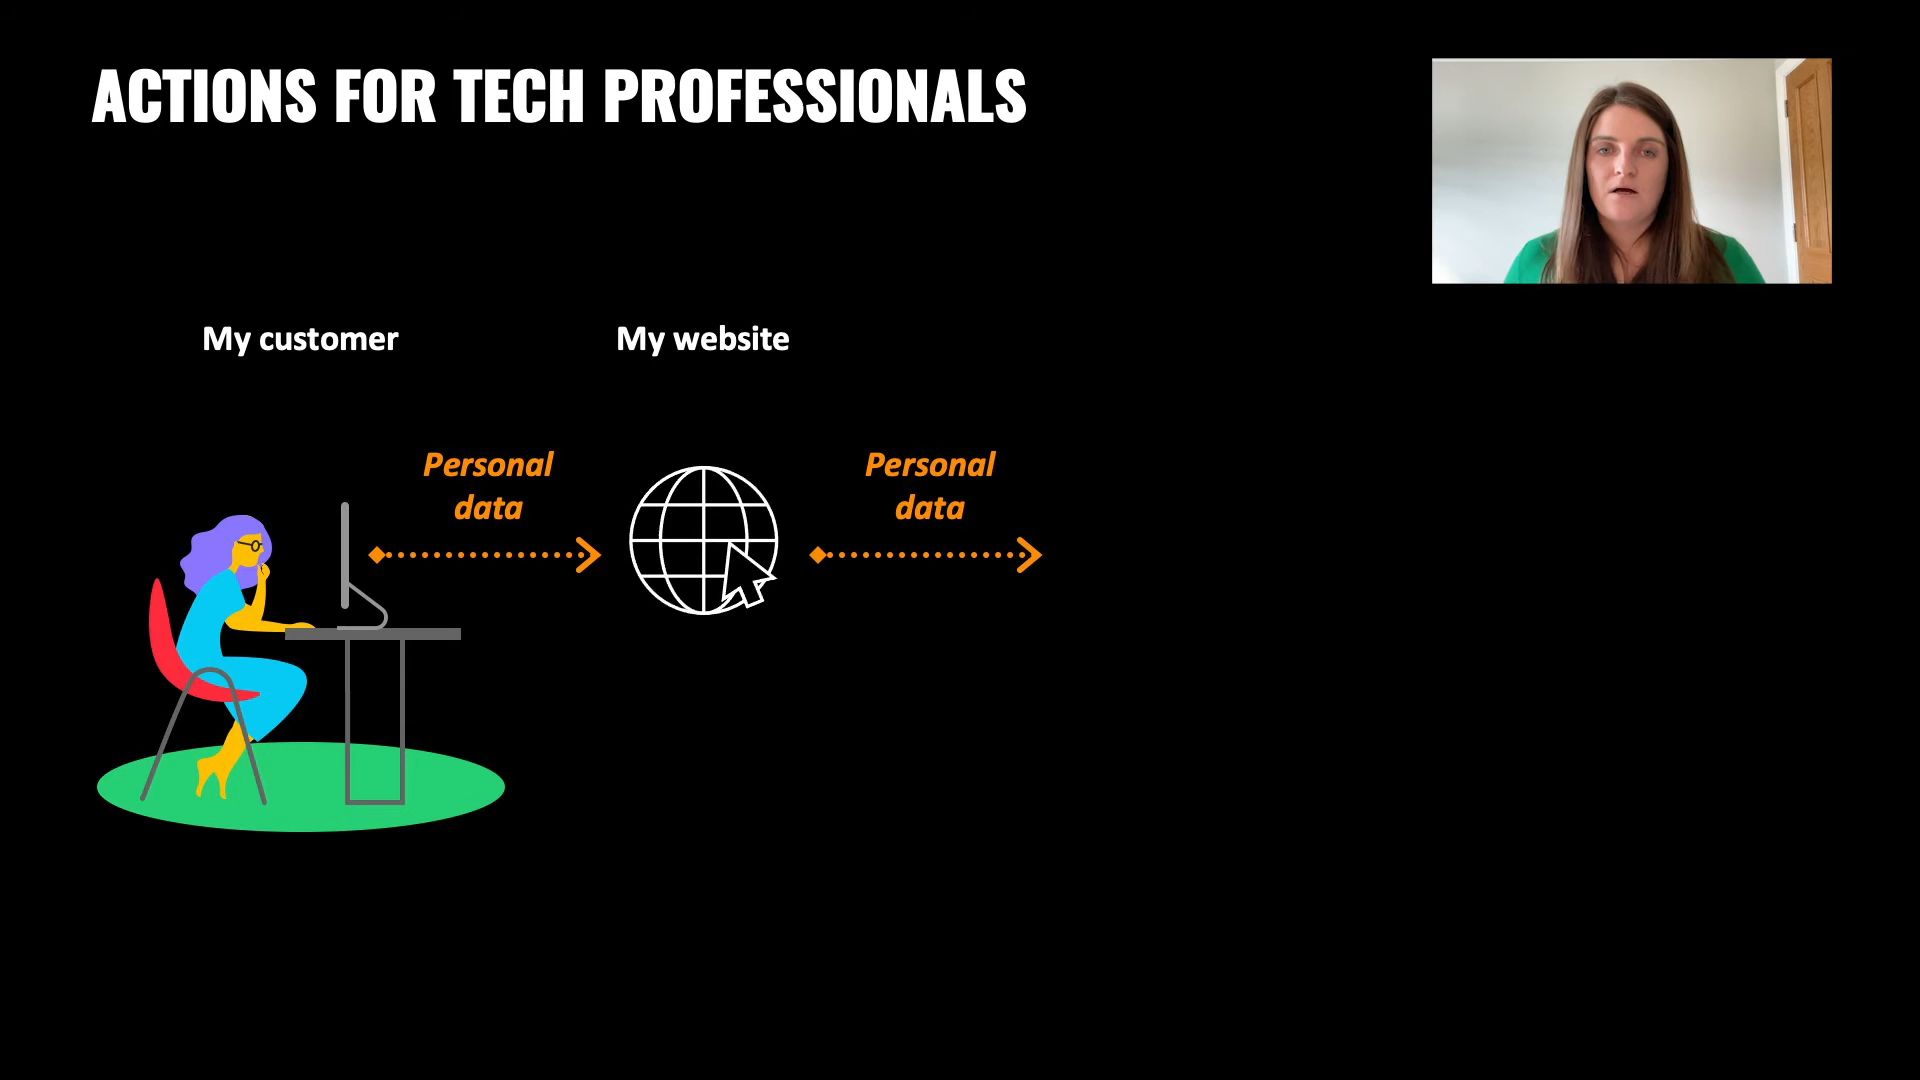 ACTIONS FOR TECH PROFESSIONALS
My customer
My website
Personal
data
Personal
data